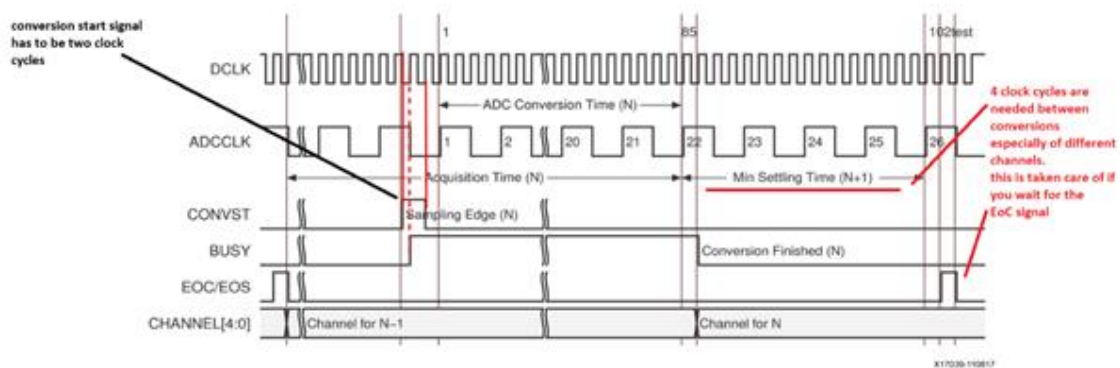 conversion start signal
has to be two clock
cycles
1
85
102test
DCLK
ADC Conversion Time (N)
4 clock cycles are
needed between
conversions
especially of different
channels.
this is taken care of if
you wait for the
EoC signal
ADCCLK
1 2 20 21 22 23 24 25 26
Acquisition Time (N)
Min Settling Time (N+1)
CONVST
Sampling Edge (N)
BUSY
Conversion Finished (N)
EOC/EOS
CHANNEL[4:0]
Channel for N–1
Channel for N
X17039-110817